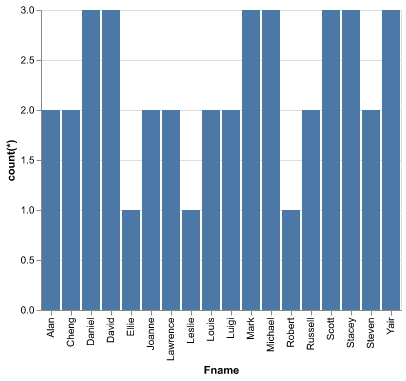 3.0
2.5
2.0
1.5
1.0
0.5
0.0
count(*)
Alan
Cheng
Daniel
David
Ellie
Joanne
Lawrence
Leslie
Louis
Luigi
Mark
Michael
Robert
Russell
Scott
Stacey
Steven
Yair
Fname